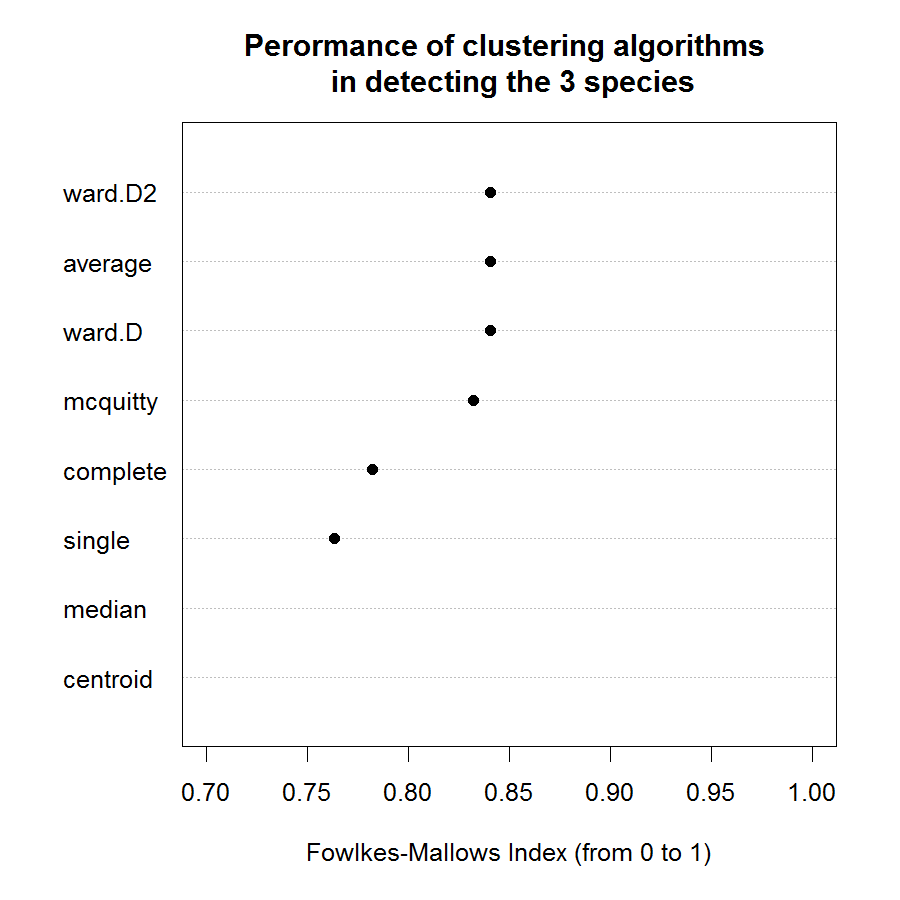 Perormance of clustering algorithms
in detecting the 3 species
ward.D2
average
ward.D
mcquitty
complete
single
median
centroid
0.70 0.75 0.80 0.85 0.90 0.95 1.00
Fowlkes-Mallows Index (from 0 to 1)